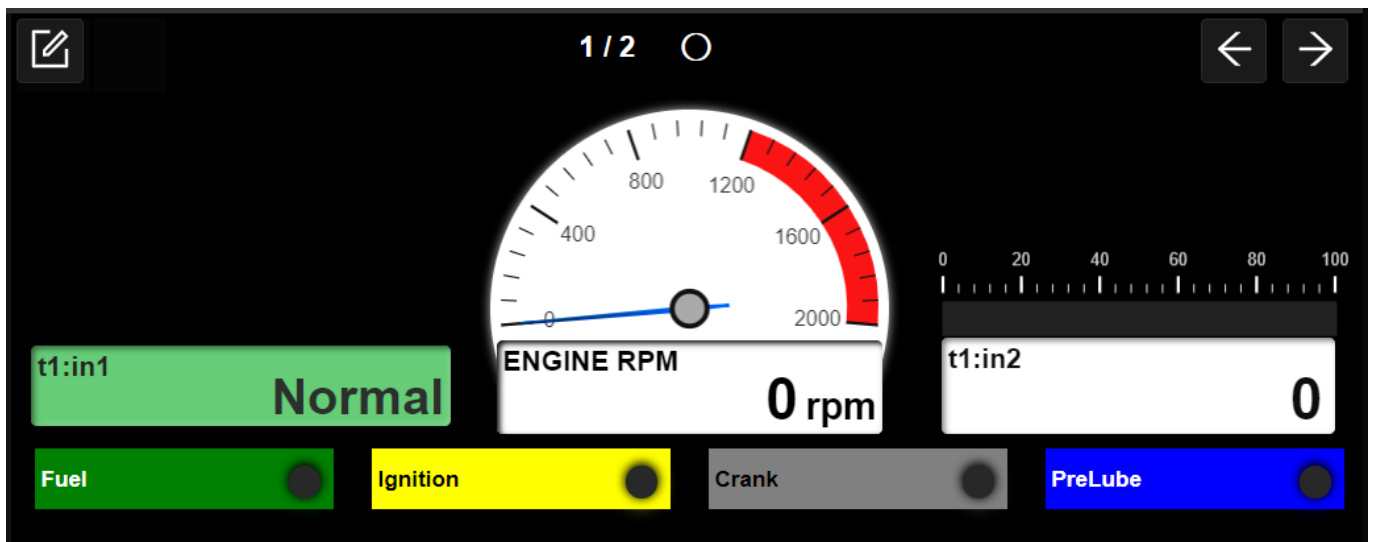 1 / 2
800 1200
400 1600
0 2000
0 20 40 60 80 100
t1:in1
Normal
ENGINE RPM
0 rpm
t1:in2
0
Fuel
Ignition
Crank
PreLube